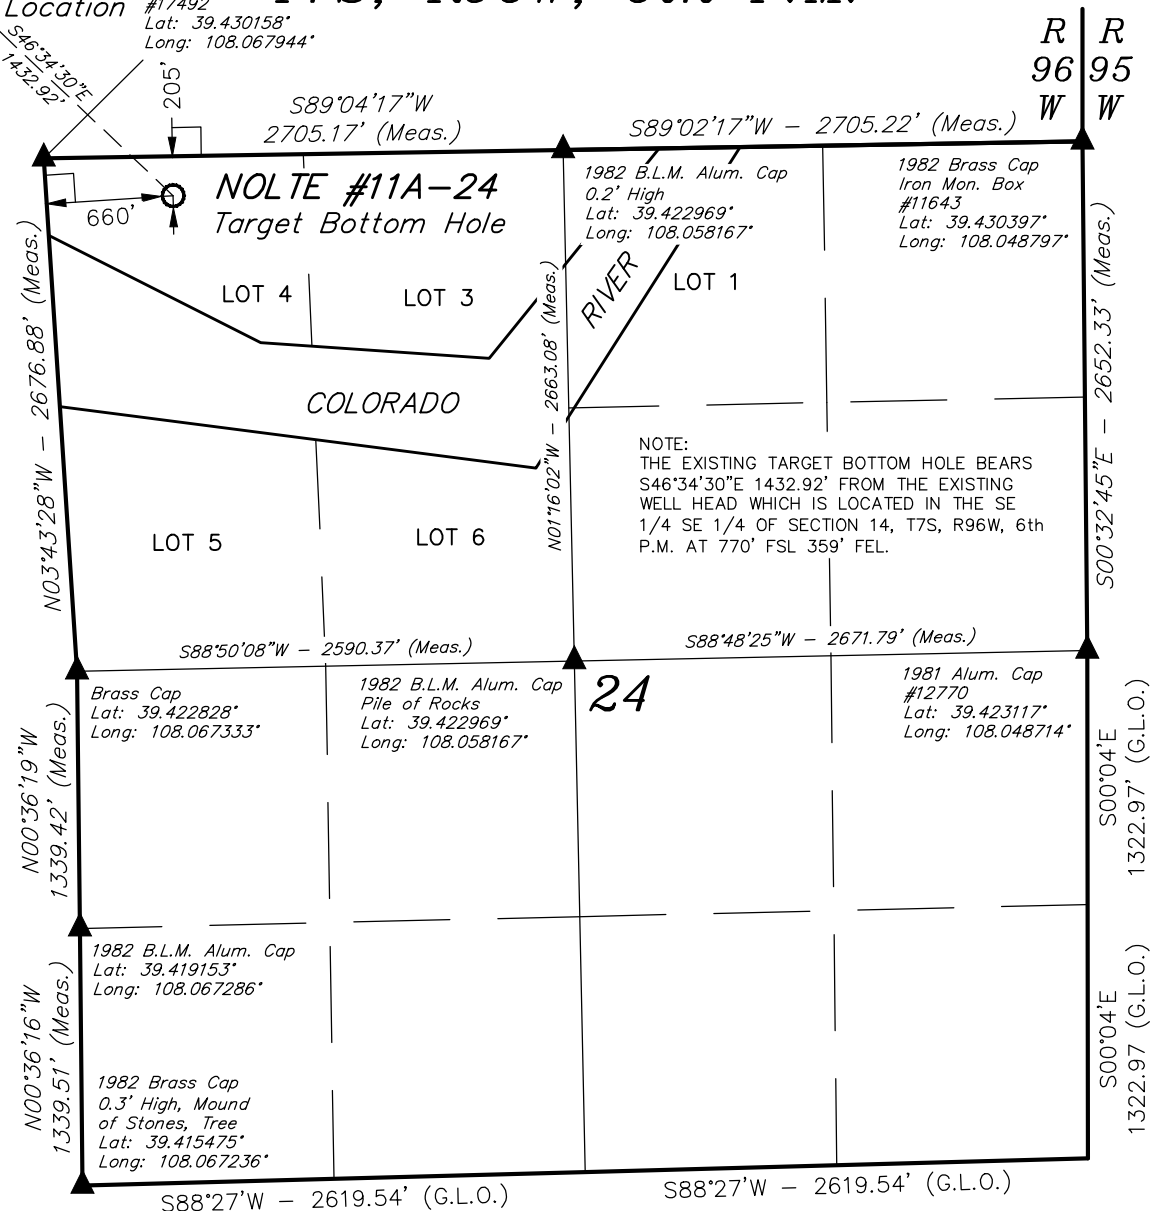 Location
#17492
Lat: 39.430158°
Long: 108.067944°
S46°34'30"E
1432.92'
205'
R
96
W
R
95
W
S89°04'17"W
2705.17' (Meas.)
S89°02'17"W – 2705.22' (Meas.)
660'
NOLTE #11A–24
Target Bottom Hole
1982 B.L.M. Alum. Cap
0.2' High
Lat: 39.422969°
Long: 108.058167°
1982 Brass Cap
Iron Mon. Box
#11643
Lat: 39.430397°
Long: 108.048797°
N03°43'28"W – 2676.88' (Meas.)
LOT 4
LOT 3
N01°16'02"W – 2663.08' (Meas.)
RIVER
LOT 1
S00°32'45"E – 2652.33' (Meas.)
COLORADO
NOTE:
THE EXISTING TARGET BOTTOM HOLE BEARS
S46°34'30"E 1432.92' FROM THE EXISTING
WELL HEAD WHICH IS LOCATED IN THE SE
1/4 SE 1/4 OF SECTION 14, T7S, R96W, 6th
P.M. AT 770' FSL 359' FEL.
LOT 5
LOT 6
S88°50'08"W – 2590.37' (Meas.)
S88°48'25"W – 2671.79' (Meas.)
Brass Cap
Lat: 39.422828°
Long: 108.067333°
1982 B.L.M. Alum. Cap
Pile of Rocks
Lat: 39.422969°
Long: 108.058167°
24
1981 Alum. Cap
#12770
Lat: 39.423117°
Long: 108.048714°
N00°36'19"W
1339.42' (Meas.)
S00°04'E
1322.97' (G.L.O.)
1982 B.L.M. Alum. Cap
Lat: 39.419153°
Long: 108.067286°
N00°36'16"W
1339.51' (Meas.)
S00°04'E
1322.97 (G.L.O.)
1982 Brass Cap
0.3' High, Mound
of Stones, Tree
Lat: 39.415475°
Long: 108.067236°
S88°27'W – 2619.54' (G.L.O.)
S88°27'W – 2619.54' (G.L.O.)